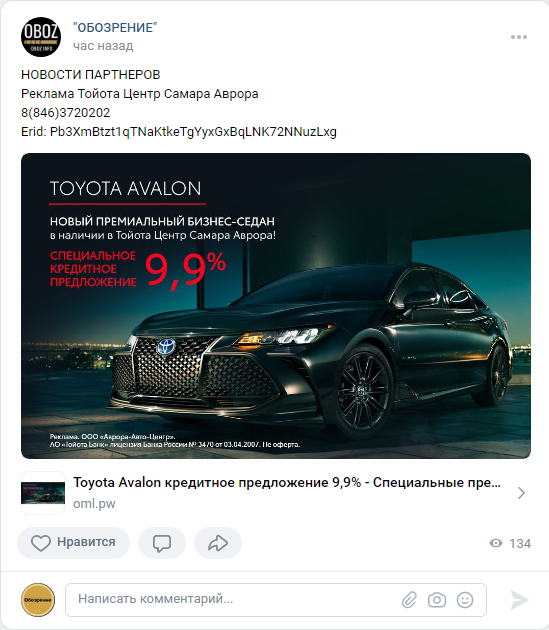 OBOZ
OBOZ.INFO
"ОБОЗРЕНИЕ"
час назад
НОВОСТИ ПАРТНЕРОВ
Реклама Тойота Центр Самара Аврора
8(846)3720202
Erid: Pb3XmBtzt1qTNaKtkeTgYyxGxBqLNK72NNuzLxg
TOYOTA AVALON
НОВЫЙ ПРЕМИАЛЬНЫЙ БИЗНЕС-СЕДАН
в наличии в Тойота Центр Самара Аврора!
СПЕЦИАЛЬНОЕ
КРЕДИТНОЕ
ПРЕДЛОЖЕНИЕ
9,9%
Реклама. ООО «Аврора-Авто-Центр».
АО «Тойота Банк» лицензия Банка России № 3470 от 03.04.2007. Не оферта.
Toyota Avalon кредитное предложение 9,9% - Специальные пре...
oml.pw
Нравится
134
Обозрение
Написать комментарий...